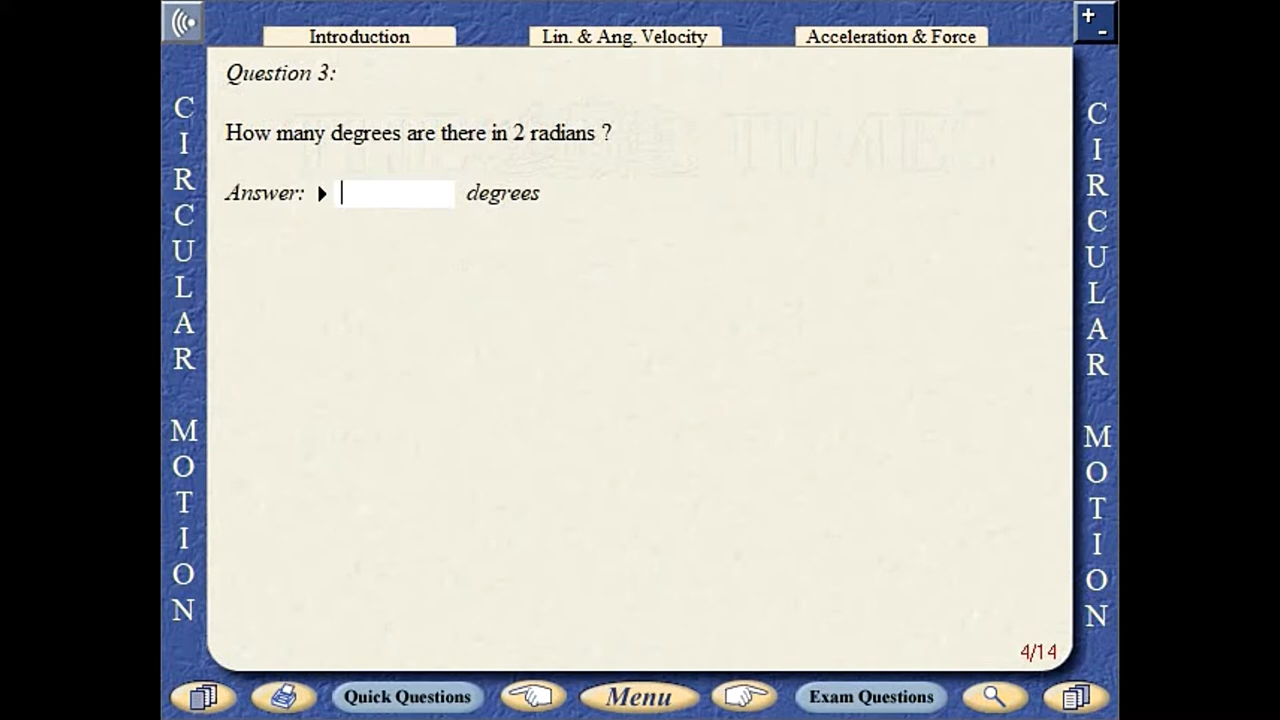 +
-
Introduction
Lin. & Ang. Velocity
Acceleration & Force
Question 3:
How many degrees are there in 2 radians ?
Answer:
degrees
CIRCULAR MOTION
CIRCULAR MOTION
4/14
Quick Questions
Menu
Exam Questions